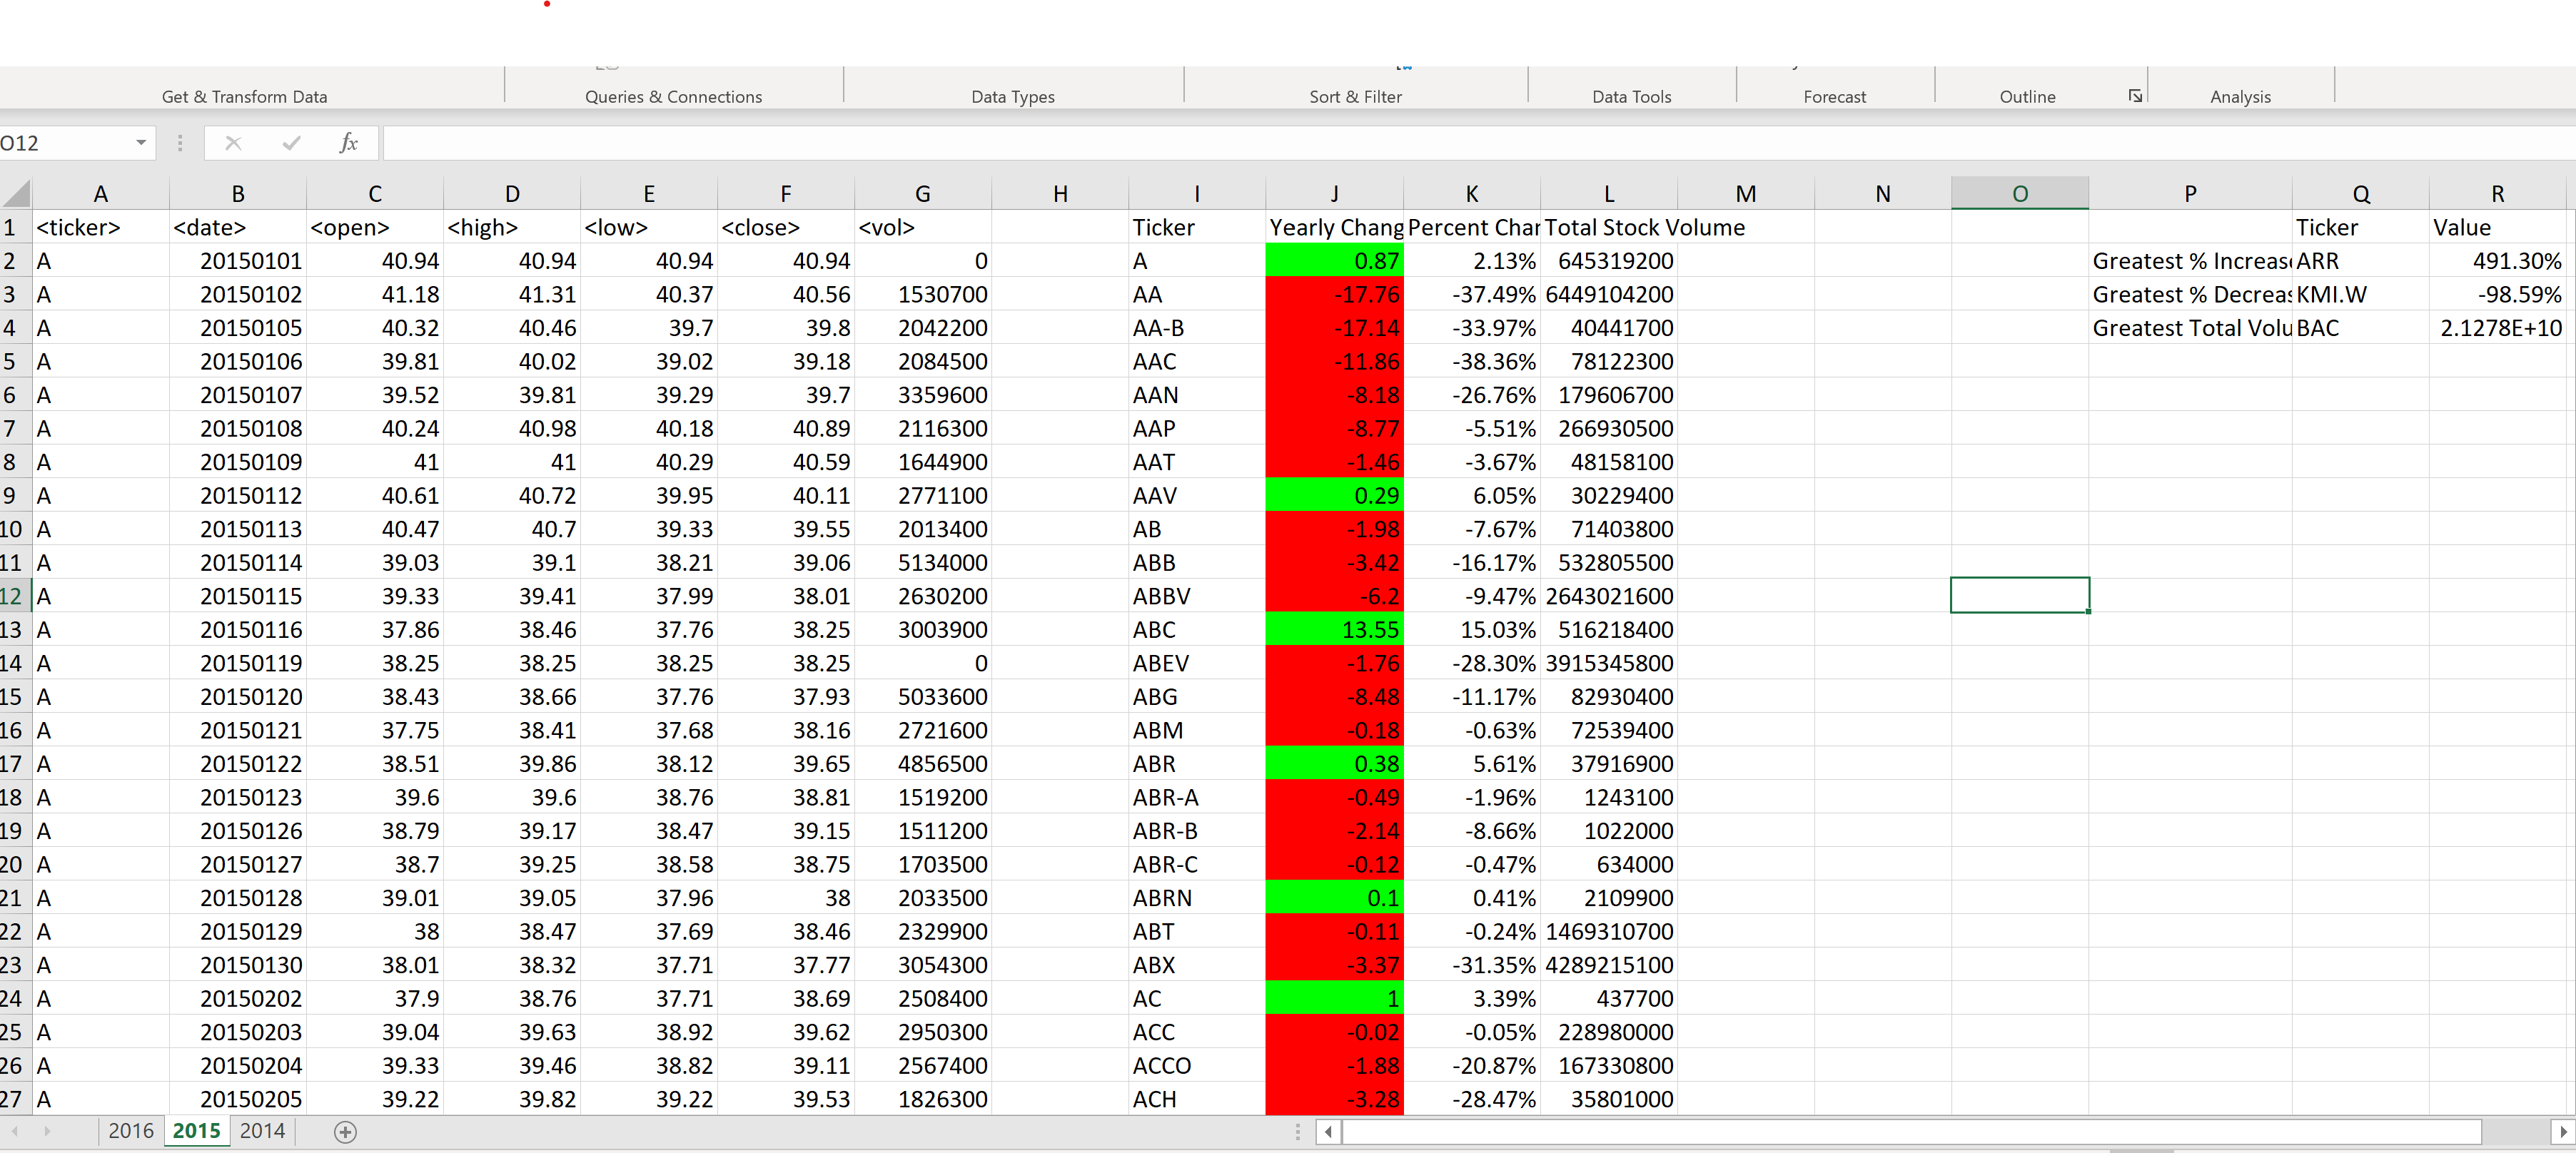 Get & Transform Data Queries & Connections Data Types Sort & Filter Data Tools Forecast Outline Analysis
O12 fx
A B C D E F G H I J K L M N O P Q R
1 <ticker> <date> <open> <high> <low> <close> <vol> Ticker Yearly Chang Percent Char Total Stock Volume Ticker Value
2 A 20150101 40.94 40.94 40.94 40.94 0 A 0.87 2.13% 645319200 Greatest % Increas ARR 491.30%
3 A 20150102 41.18 41.31 40.37 40.56 1530700 AA -17.76 -37.49% 6449104200 Greatest % Decreas KMI.W -98.59%
4 A 20150105 40.32 40.46 39.7 39.8 2042200 AA-B -17.14 -33.97% 40441700 Greatest Total Volu BAC 2.1278E+10
5 A 20150106 39.81 40.02 39.02 39.18 2084500 AAC -11.86 -38.36% 78122300
6 A 20150107 39.52 39.81 39.29 39.7 3359600 AAN -8.18 -26.76% 179606700
7 A 20150108 40.24 40.98 40.18 40.89 2116300 AAP -8.77 -5.51% 266930500
8 A 20150109 41 41 40.29 40.59 1644900 AAT -1.46 -3.67% 48158100
9 A 20150112 40.61 40.72 39.95 40.11 2771100 AAV 0.29 6.05% 30229400
10 A 20150113 40.47 40.7 39.33 39.55 2013400 AB -1.98 -7.67% 71403800
11 A 20150114 39.03 39.1 38.21 39.06 5134000 ABB -3.42 -16.17% 532805500
12 A 20150115 39.33 39.41 37.99 38.01 2630200 ABBV -6.2 -9.47% 2643021600
13 A 20150116 37.86 38.46 37.76 38.25 3003900 ABC 13.55 15.03% 516218400
14 A 20150119 38.25 38.25 38.25 38.25 0 ABEV -1.76 -28.30% 3915345800
15 A 20150120 38.43 38.66 37.76 37.93 5033600 ABG -8.48 -11.17% 82930400
16 A 20150121 37.75 38.41 37.68 38.16 2721600 ABM -0.18 -0.63% 72539400
17 A 20150122 38.51 39.86 38.12 39.65 4856500 ABR 0.38 5.61% 37916900
18 A 20150123 39.6 39.6 38.76 38.81 1519200 ABR-A -0.49 -1.96% 1243100
19 A 20150126 38.79 39.17 38.47 39.15 1511200 ABR-B -2.14 -8.66% 1022000
20 A 20150127 38.7 39.25 38.58 38.75 1703500 ABR-C -0.12 -0.47% 634000
21 A 20150128 39.01 39.05 37.96 38 2033500 ABRN 0.1 0.41% 2109900
22 A 20150129 38 38.47 37.69 38.46 2329900 ABT -0.11 -0.24% 1469310700
23 A 20150130 38.01 38.32 37.71 37.77 3054300 ABX -3.37 -31.35% 4289215100
24 A 20150202 37.9 38.76 37.71 38.69 2508400 AC 1 3.39% 437700
25 A 20150203 39.04 39.63 38.92 39.62 2950300 ACC -0.02 -0.05% 228980000
26 A 20150204 39.33 39.46 38.82 39.11 2567400 ACCO -1.88 -20.87% 167330800
27 A 20150205 39.22 39.82 39.22 39.53 1826300 ACH -3.28 -28.47% 35801000
2016 2015 2014